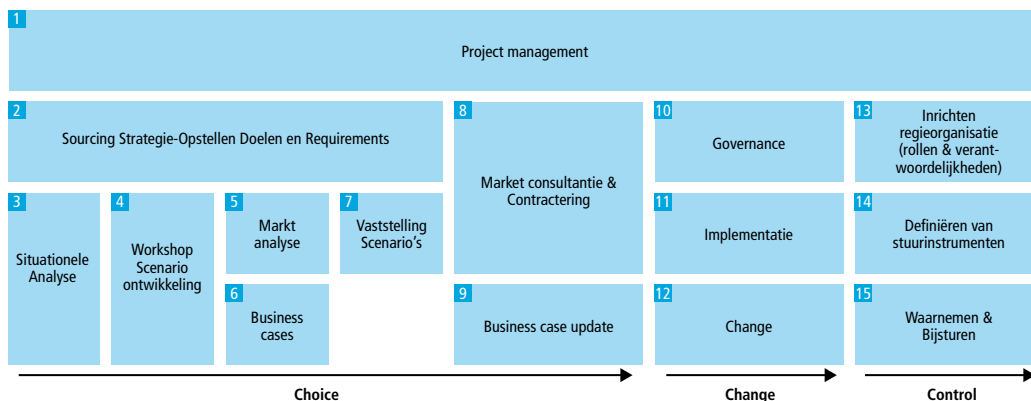 1
Project management
2
Sourcing Strategie-Opstellen Doelen en Requirements
3
Situationele
Analyse
4
Workshop
Scenario
ontwikkeling
5
Markt
analyse
6
Business
cases
7
Vaststelling
Scenario's
8
Market consultantie &
Contractering
9
Business case update
10
Governance
11
Implementatie
12
Change
13
Inrichten
regieorganisatie
(rollen & verant-
woordelijkheden)
14
Definiëren van
stuurinstrumenten
15
Waarnemen &
Bijsturen
Choice
Change
Control